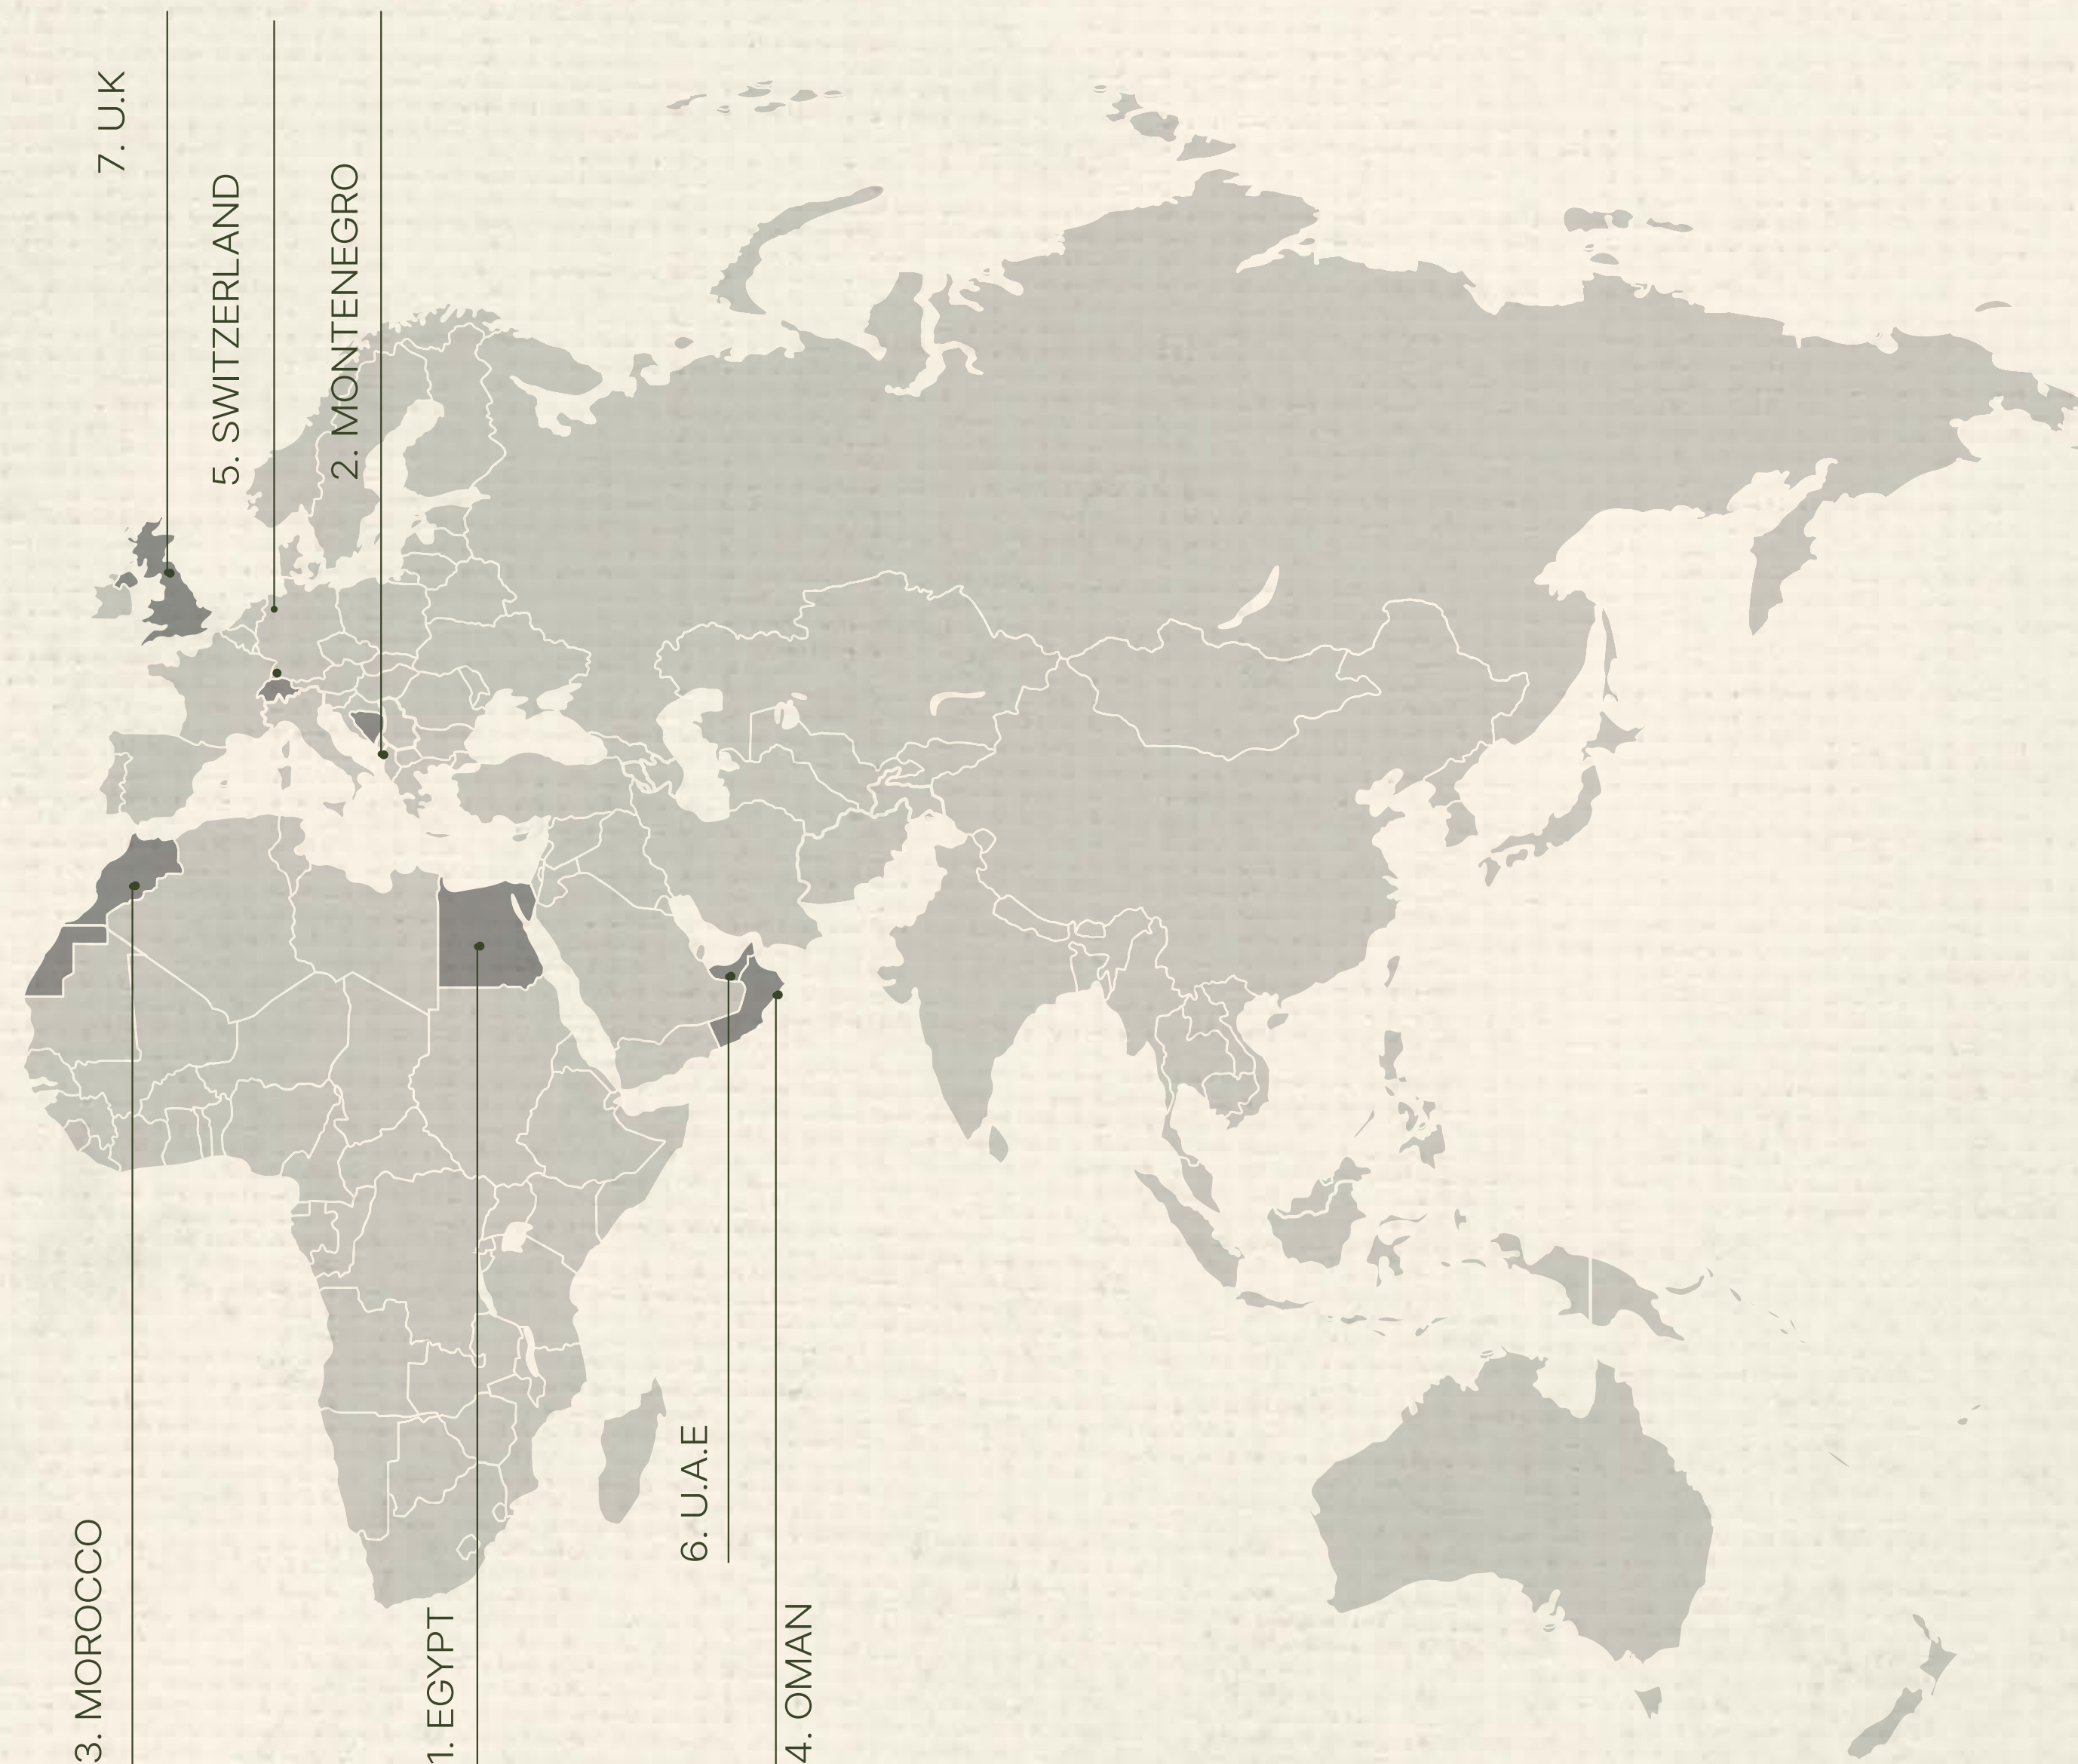 7. U.K
5. SWITZERLAND
2. MONTENEGRO
3. MOROCCO
1. EGYPT
6. U.A.E
4. OMAN